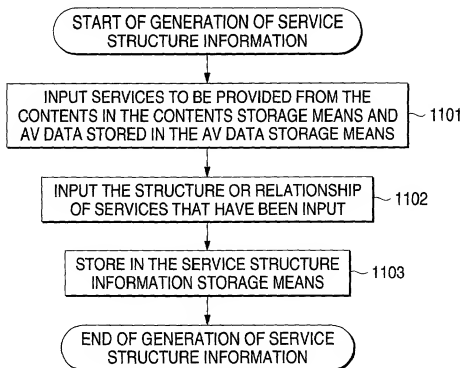 START OF GENERATION OF SERVICE
STRUCTURE INFORMATION
INPUT SERVICES TO BE PROVIDED FROM THE
CONTENTS IN THE CONTENTS STORAGE MEANS AND
AV DATA STORED IN THE AV DATA STORAGE MEANS
1101
INPUT THE STRUCTURE OR RELATIONSHIP
OF SERVICES THAT HAVE BEEN INPUT
1102
STORE IN THE SERVICE STRUCTURE
INFORMATION STORAGE MEANS
1103
END OF GENERATION OF SERVICE
STRUCTURE INFORMATION